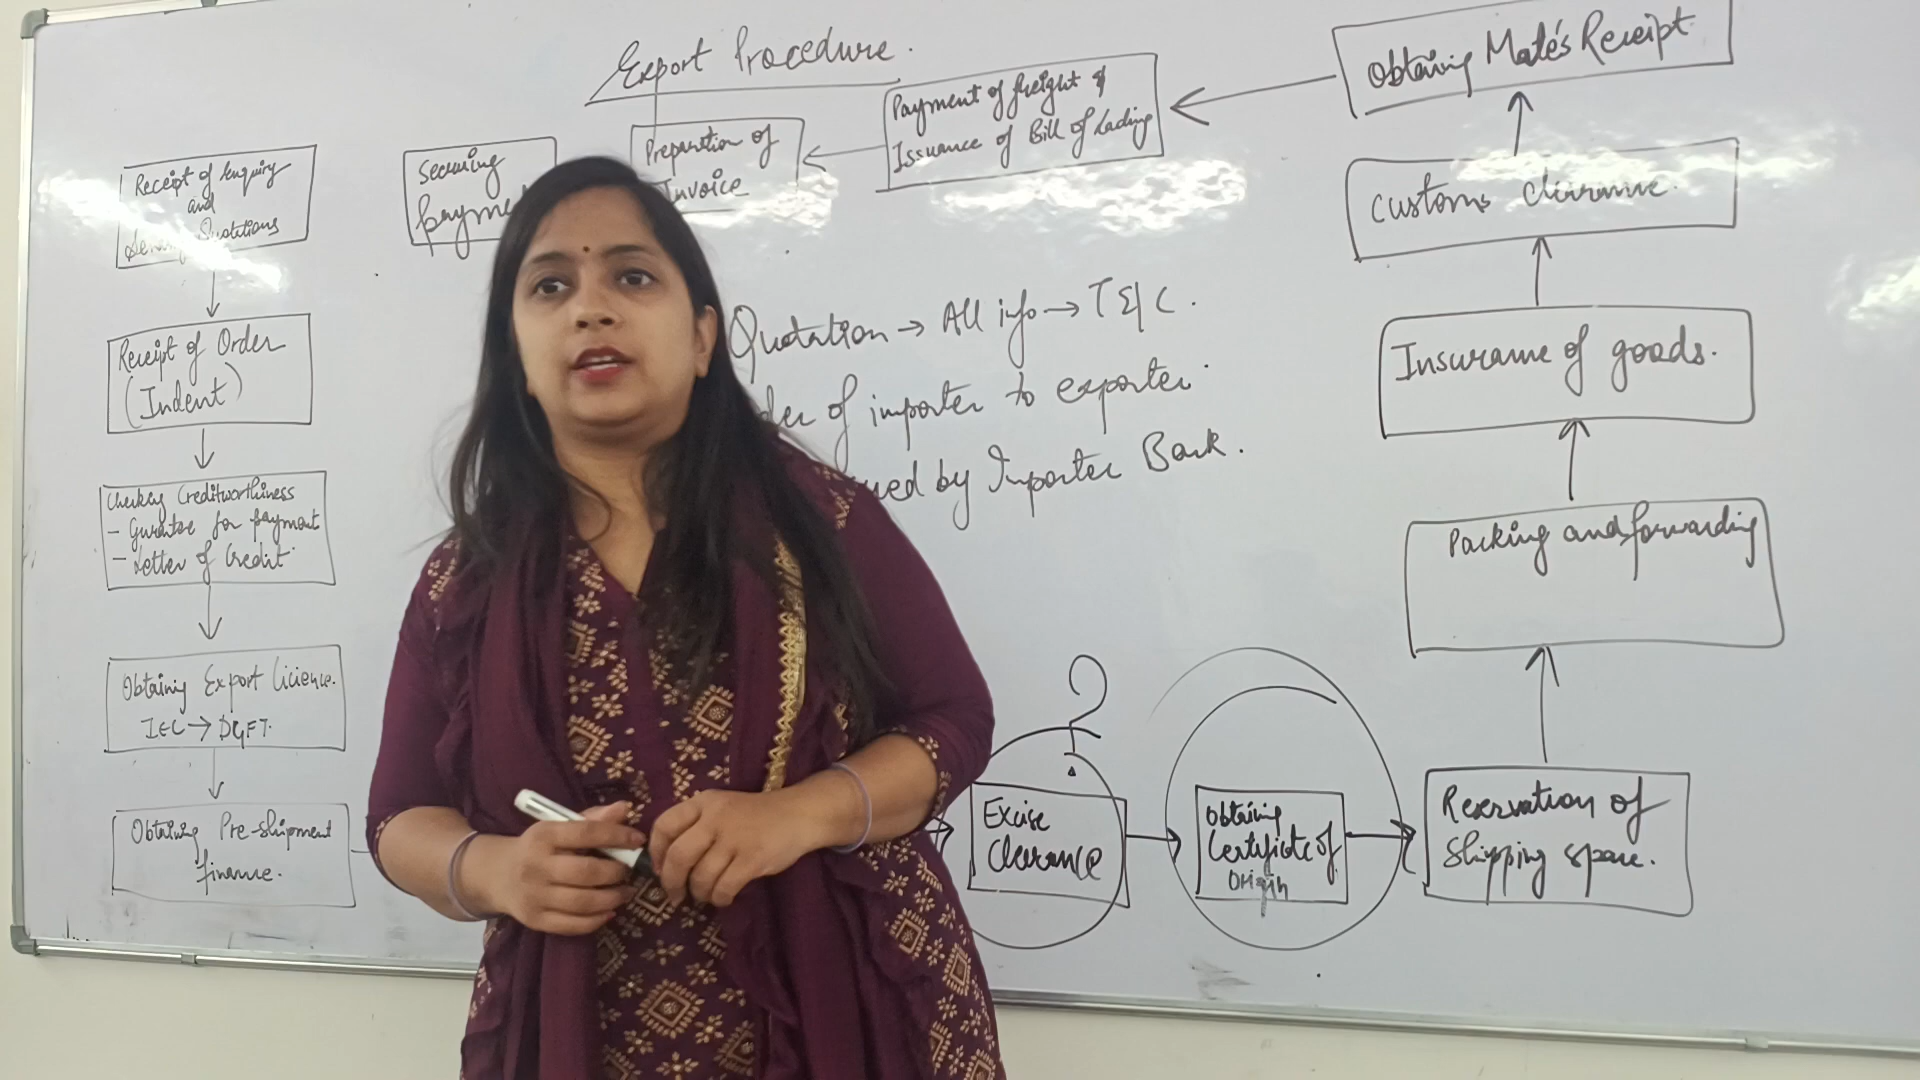 Export Procedure.
Receipt of enquiry
and
Quotations
Receipt of Order
(Indent)
Checking Creditworthiness
- Gurantee for payment
- Letter of Credit
Obtaining Export Licience.
IEC → DGFT.
Obtaining Pre-shipment
finance.
Excise
Clearance
?
Obtaining
Certificate of
Origin
Reservation of
Shipping space.
Packing and forwarding
Insurance of goods.
Customs Clearance.
Obtaining Mate's Receipt
Payment of freight &
Issuance of Bill of Lading
Preparation of
Invoice
Securing
Quotation → All info → T & C.
of importer to exporter.
by Importer Bank.